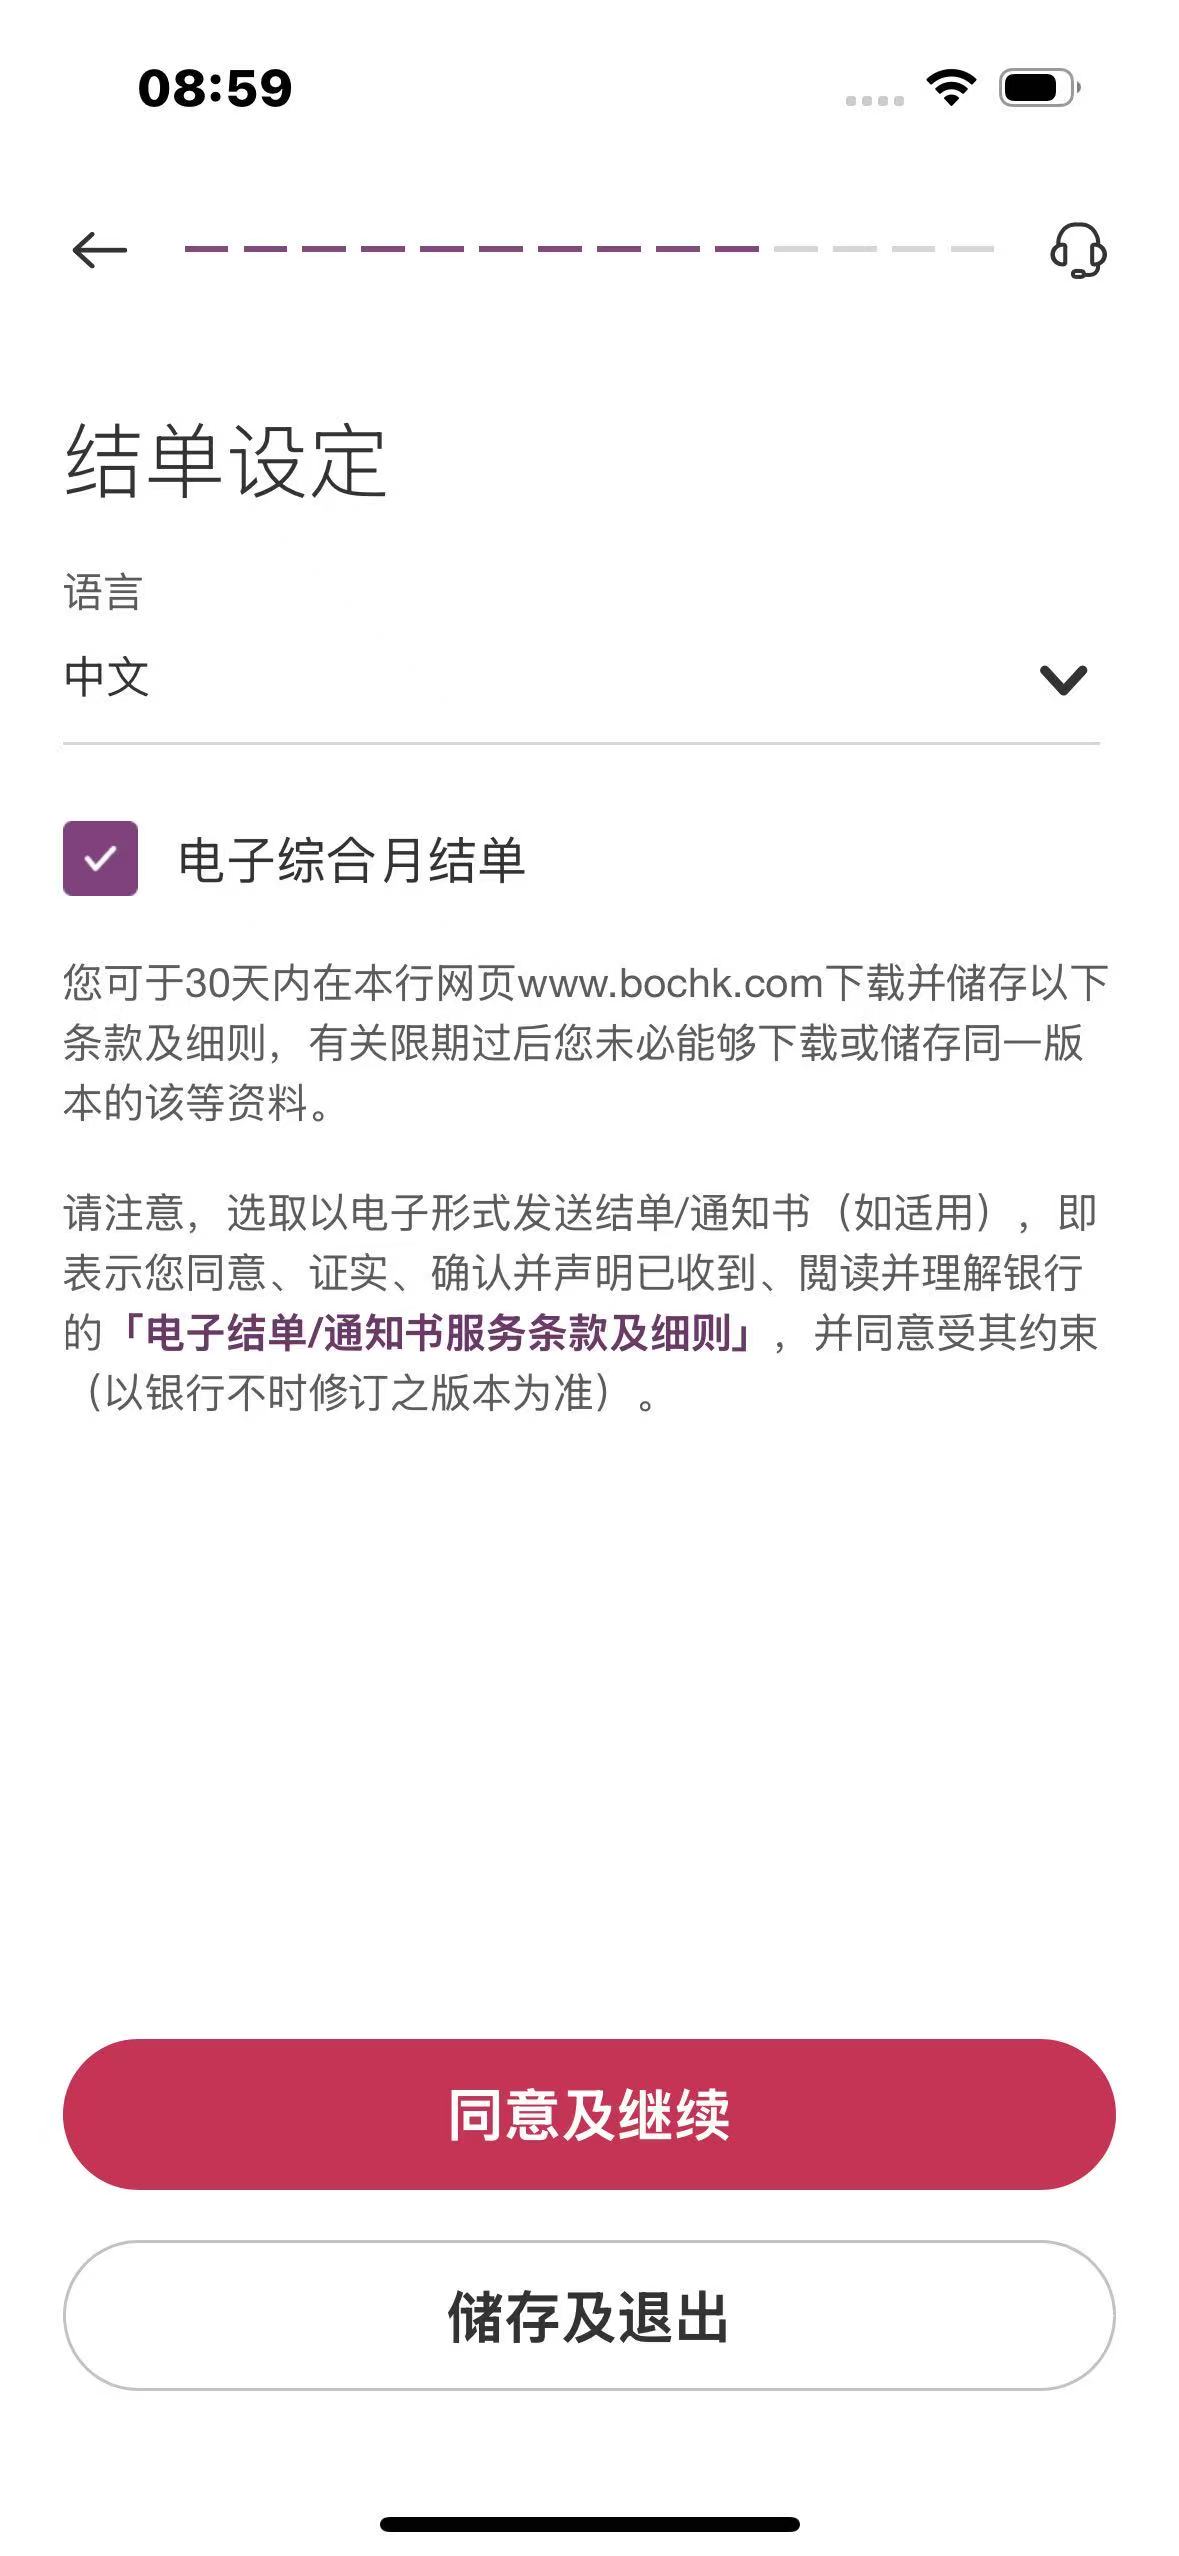 08:59
结单设定
语言
中文
电子综合月结单
您可于30天内在本行网页www.bochk.com下载并储存以下
条款及细则，有关限期过后您未必能够下载或储存同一版
本的该等资料。
请注意，选取以电子形式发送结单/通知书（如适用），即
表示您同意、证实、确认并声明已收到、閲读并理解银行
的「电子结单/通知书服务条款及细则」，并同意受其约束
（以银行不时修订之版本为准）。
同意及继续
储存及退出